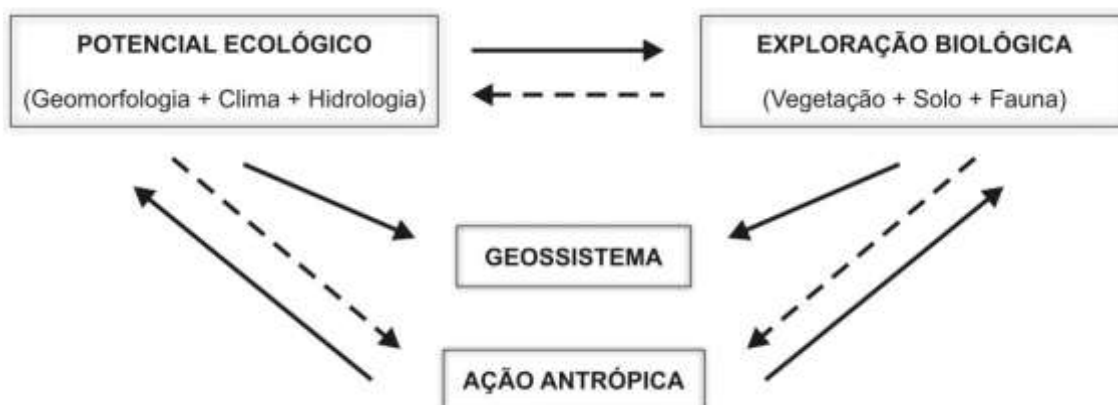 POTENCIAL ECOLÓGICO
(Geomorfologia + Clima + Hidrologia)
EXPLORAÇÃO BIOLÓGICA
(Vegetação + Solo + Fauna)
GEOSSISTEMA
AÇÃO ANTRÓPICA